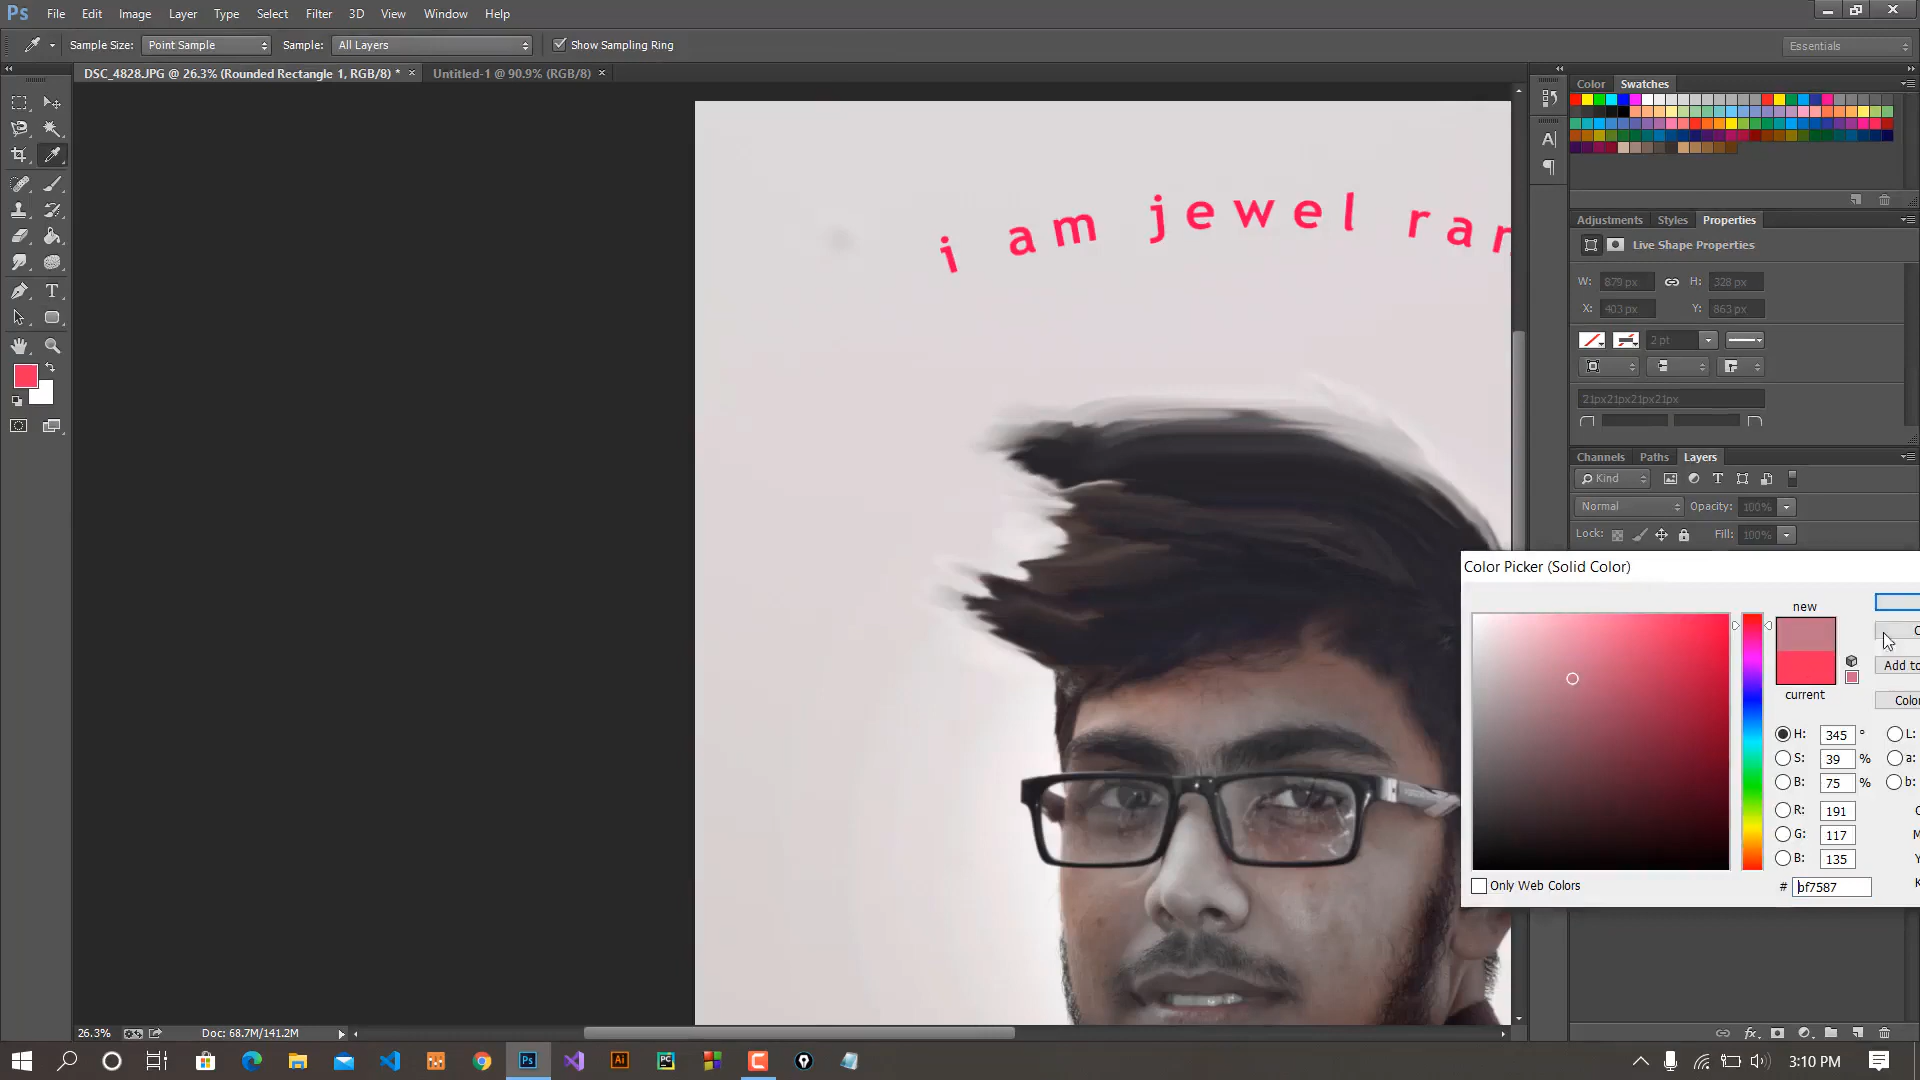 Ps File Edit Image Layer Type Select Filter 3D View Window Help
Sample Size: Point Sample Sample: All Layers Show Sampling Ring Essentials
DSC_4828.JPG @ 26.3% (Rounded Rectangle 1, RGB/8) * × Untitled-1 @ 90.9% (RGB/8) ×
Color Swatches
i am jewel ran
Adjustments Styles Properties
Live Shape Properties
W: 879 px H: 328 px
X: 403 px Y: 863 px
2 pt
21px21px21px21px
Channels Paths Layers
Kind
Normal Opacity: 100%
Lock: Fill: 100%
Color Picker (Solid Color)
new
current
Add to
Color
H: 345 ° L:
S: 39 % a:
B: 75 % b:
R: 191
G: 117
B: 135
Only Web Colors
# bf7587
26.3% Doc: 68.7M/141.2M
3:10 PM